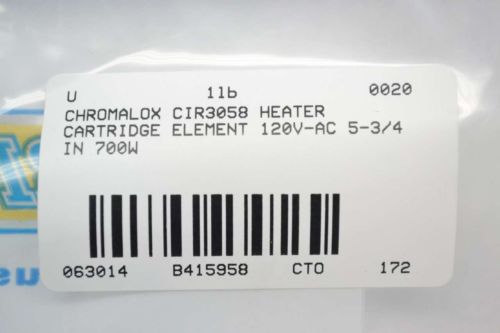 U 1lb 0020
CHROMALOX CIR3058 HEATER
CARTRIDGE ELEMENT 120V-AC 5-3/4
IN 700W
063014 B415958 CTO 172